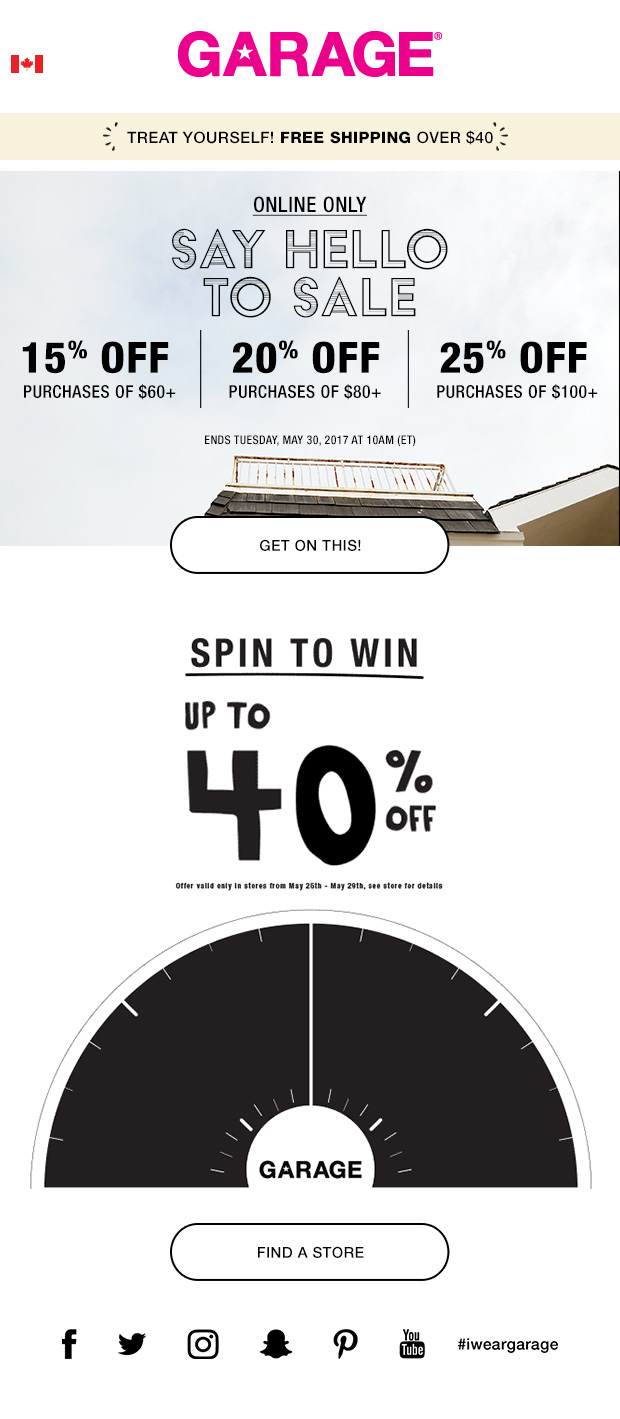 GARAGE®
TREAT YOURSELF! FREE SHIPPING OVER $40
ONLINE ONLY
SAY HELLO
TO SALE
15% OFF
PURCHASES OF $60+
20% OFF
PURCHASES OF $80+
25% OFF
PURCHASES OF $100+
ENDS TUESDAY, MAY 30, 2017 AT 10AM (ET)
GET ON THIS!
SPIN TO WIN
UP TO
40%
OFF
Offer valid only in stores from May 26th - May 29th, see store for details
GARAGE
FIND A STORE
You
Tube
#iweargarage